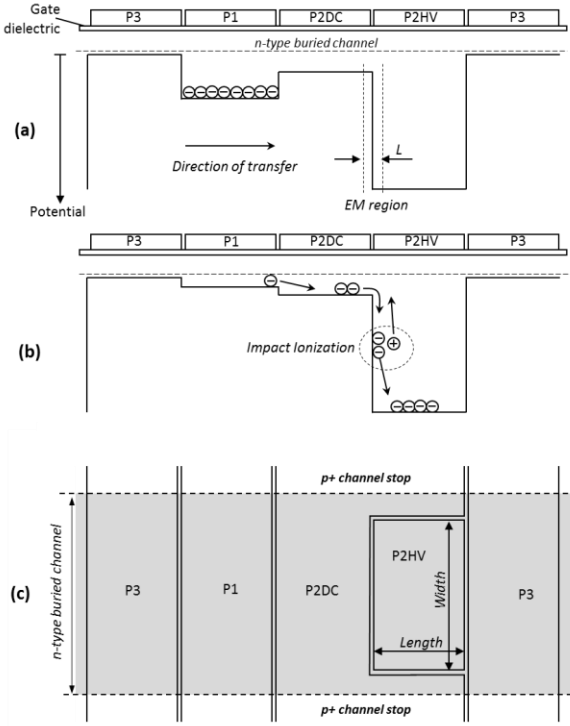 Gate
dielectric
P3 P1 P2DC P2HV P3
n-type buried channel
(a)
Direction of transfer
L
EM region
Potential
P3 P1 P2DC P2HV P3
(b)
Impact Ionization
p+ channel stop
(c)
n-type buried channel
P3 P1 P2DC P2HV P3
Width
Length
p+ channel stop